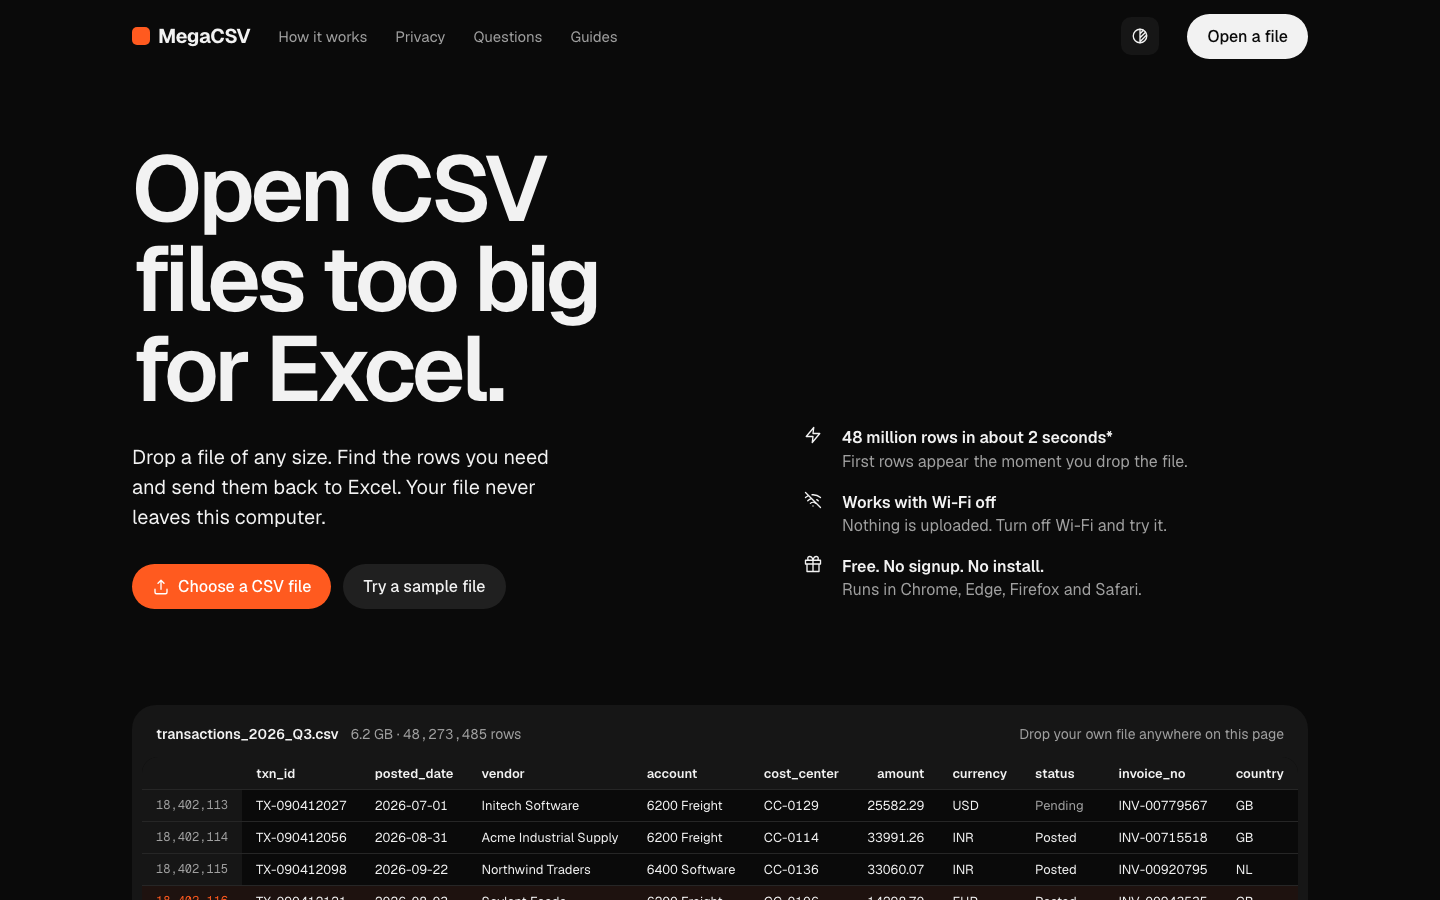 MegaCSV How it works Privacy Questions Guides Open a file
Open CSV
files too big
for Excel.
Drop a file of any size. Find the rows you need
and send them back to Excel. Your file never
leaves this computer.
Choose a CSV file Try a sample file
48 million rows in about 2 seconds*
First rows appear the moment you drop the file.
Works with Wi-Fi off
Nothing is uploaded. Turn off Wi-Fi and try it.
Free. No signup. No install.
Runs in Chrome, Edge, Firefox and Safari.
transactions_2026_Q3.csv 6.2 GB · 48,273,485 rows Drop your own file anywhere on this page
txn_id posted_date vendor account cost_center amount currency status invoice_no country
18,402,113 TX-090412027 2026-07-01 Initech Software 6200 Freight CC-0129 25582.29 USD Pending INV-00779567 GB
18,402,114 TX-090412056 2026-08-31 Acme Industrial Supply 6200 Freight CC-0114 33991.26 INR Posted INV-00715518 GB
18,402,115 TX-090412098 2026-09-22 Northwind Traders 6400 Software CC-0136 33060.07 INR Posted INV-00920795 NL